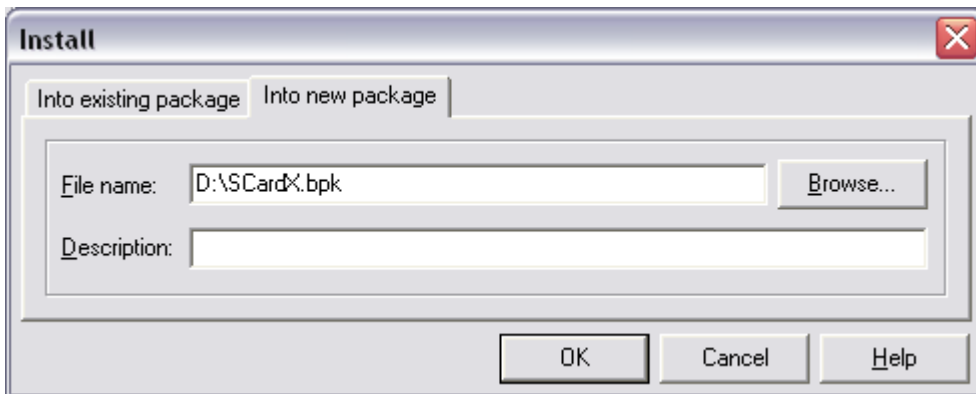 Install
Into existing package Into new package
File name: D:\SCardX.bpk Browse...
Description:
OK Cancel Help